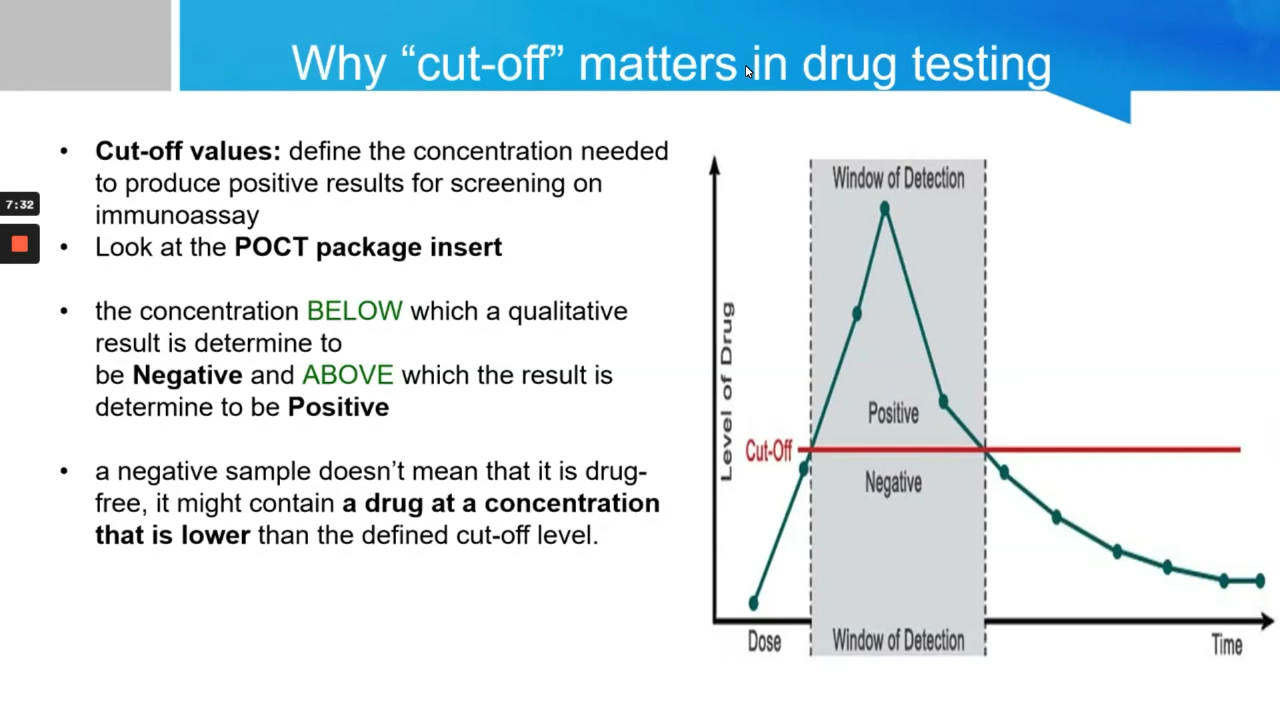 Why “cut-off” matters in drug testing
• Cut-off values: define the concentration needed
to produce positive results for screening on
immunoassay
• Look at the POCT package insert
• the concentration BELOW which a qualitative
result is determine to
be Negative and ABOVE which the result is
determine to be Positive
• a negative sample doesn’t mean that it is drug-
free, it might contain a drug at a concentration
that is lower than the defined cut-off level.
7:32
Window of Detection
Level of Drug
Positive
Cut-Off
Negative
Dose
Window of Detection
Time